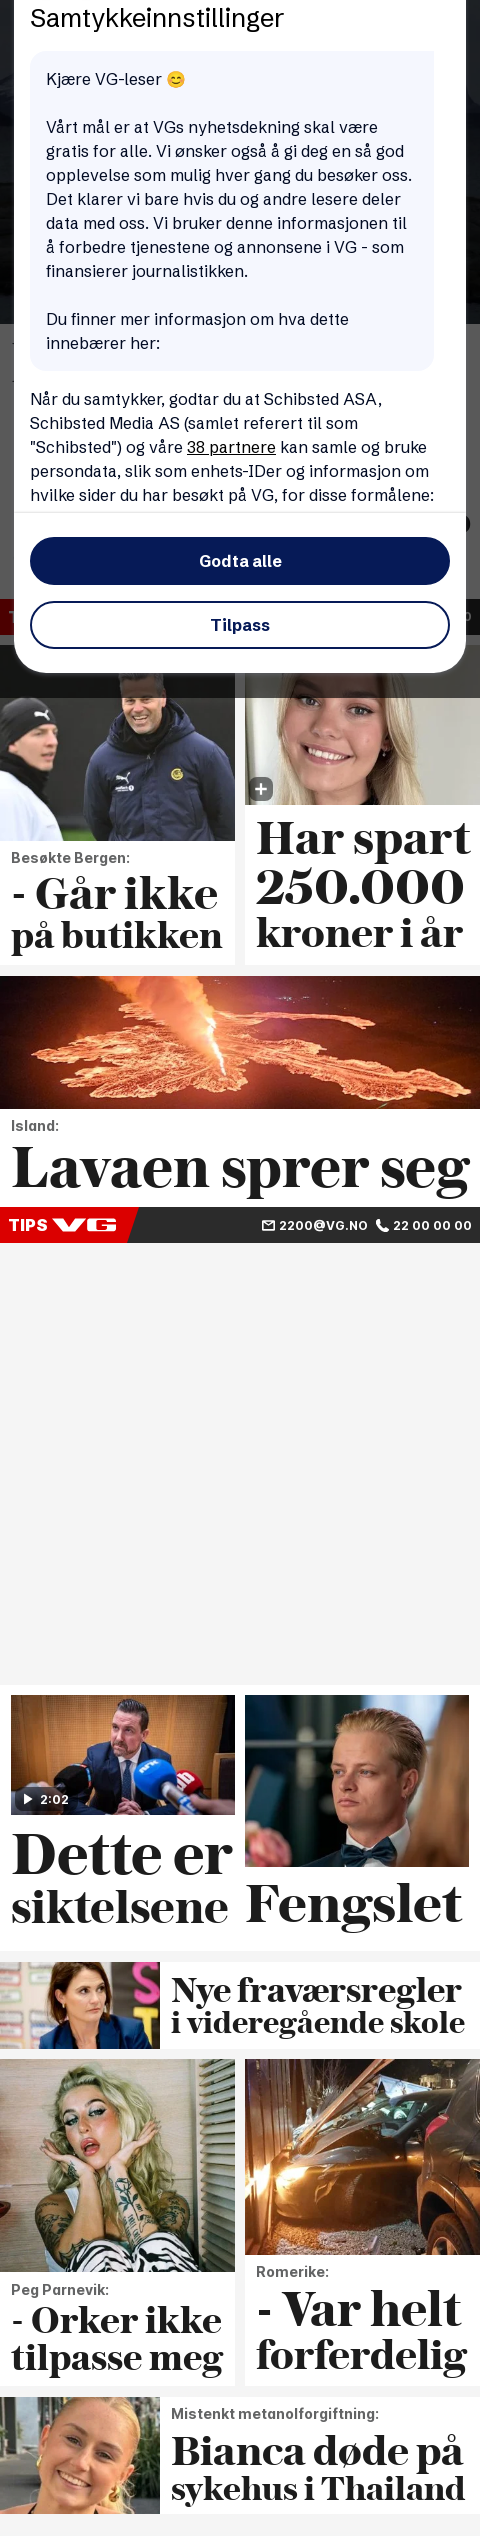 Samtykkeinnstillinger
Kjære VG-leser 😊
Vårt mål er at VGs nyhetsdekning skal være
gratis for alle. Vi ønsker også å gi deg en så god
opplevelse som mulig hver gang du besøker oss.
Det klarer vi bare hvis du og andre lesere deler
data med oss. Vi bruker denne informasjonen til
å forbedre tjenestene og annonsene i VG - som
finansierer journalistikken.
Du finner mer informasjon om hva dette
innebærer her:
Når du samtykker, godtar du at Schibsted ASA,
Schibsted Media AS (samlet referert til som
"Schibsted") og våre 38 partnere kan samle og bruke
persondata, slik som enhets-IDer og informasjon om
hvilke sider du har besøkt på VG, for disse formålene:
Godta alle
Tilpass
Besøkte Bergen:
- Går ikke
på butikken
Har spart
250.000
kroner i år
Island:
Lavaen sprer seg
TIPS VG 2200@VG.NO 22 00 00 00
2:02
Dette er
siktelsene
Fengslet
Nye fraværsregler
i videregående skole
Peg Parnevik:
- Orker ikke
tilpasse meg
Romerike:
- Var helt
forferdelig
Mistenkt metanolforgiftning:
Bianca døde på
sykehus i Thailand